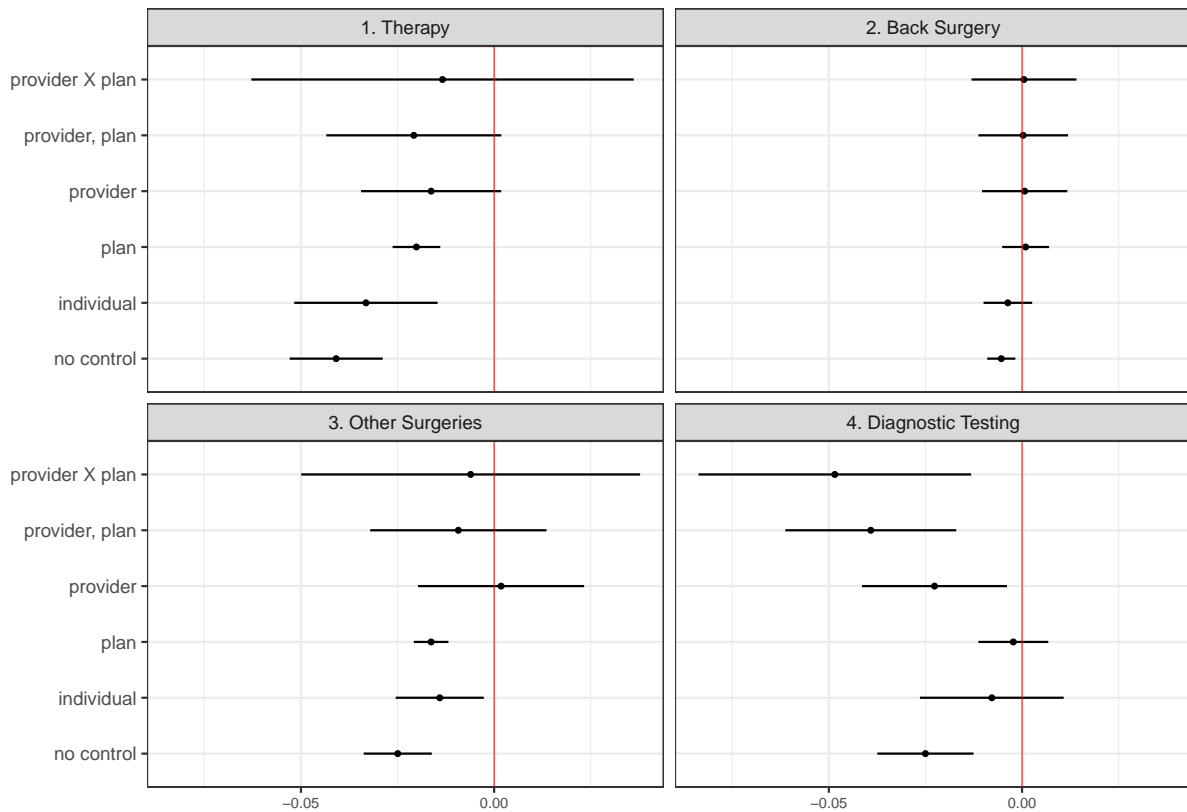 1. Therapy
2. Back Surgery
provider X plan
provider, plan
provider
plan
individual
no control
3. Other Surgeries
4. Diagnostic Testing
provider X plan
provider, plan
provider
plan
individual
no control
−0.05
0.00
−0.05
0.00